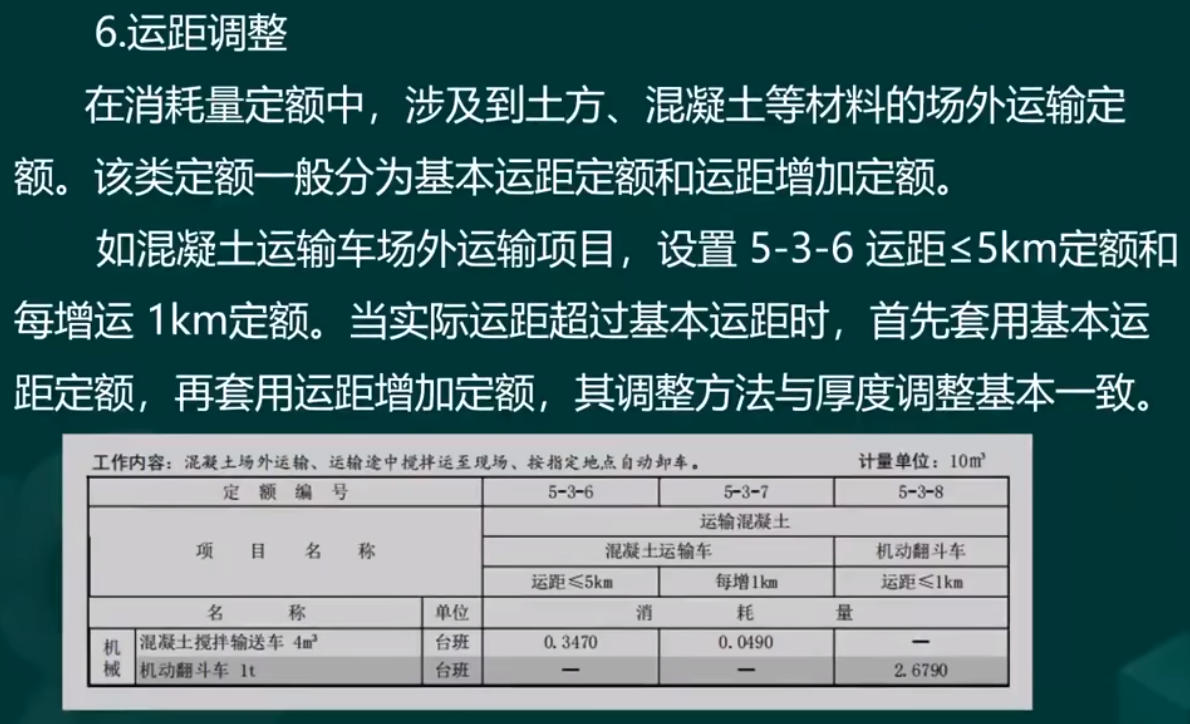 6.运距调整
在消耗量定额中，涉及到土方、混凝土等材料的场外运输定
额。该类定额一般分为基本运距定额和运距增加定额。
如混凝土运输车场外运输项目，设置 5-3-6 运距≤5km定额和
每增运 1km定额。当实际运距超过基本运距时，首先套用基本运
距定额，再套用运距增加定额，其调整方法与厚度调整基本一致。
工作内容：混凝土场外运输、运输途中搅拌运至现场、按指定地点自动卸车。 计量单位：10m³
定 额 编 号 5-3-6 5-3-7 5-3-8
运输混凝土
项 目 名 称 混凝土运输车 机动翻斗车
运距≤5km 每增1km 运距≤1km
名 称 单位 消 耗 量
机械 混凝土搅拌输送车 4m³ 台班 0.3470 0.0490 —
机动翻斗车 1t 台班 — — 2.6790